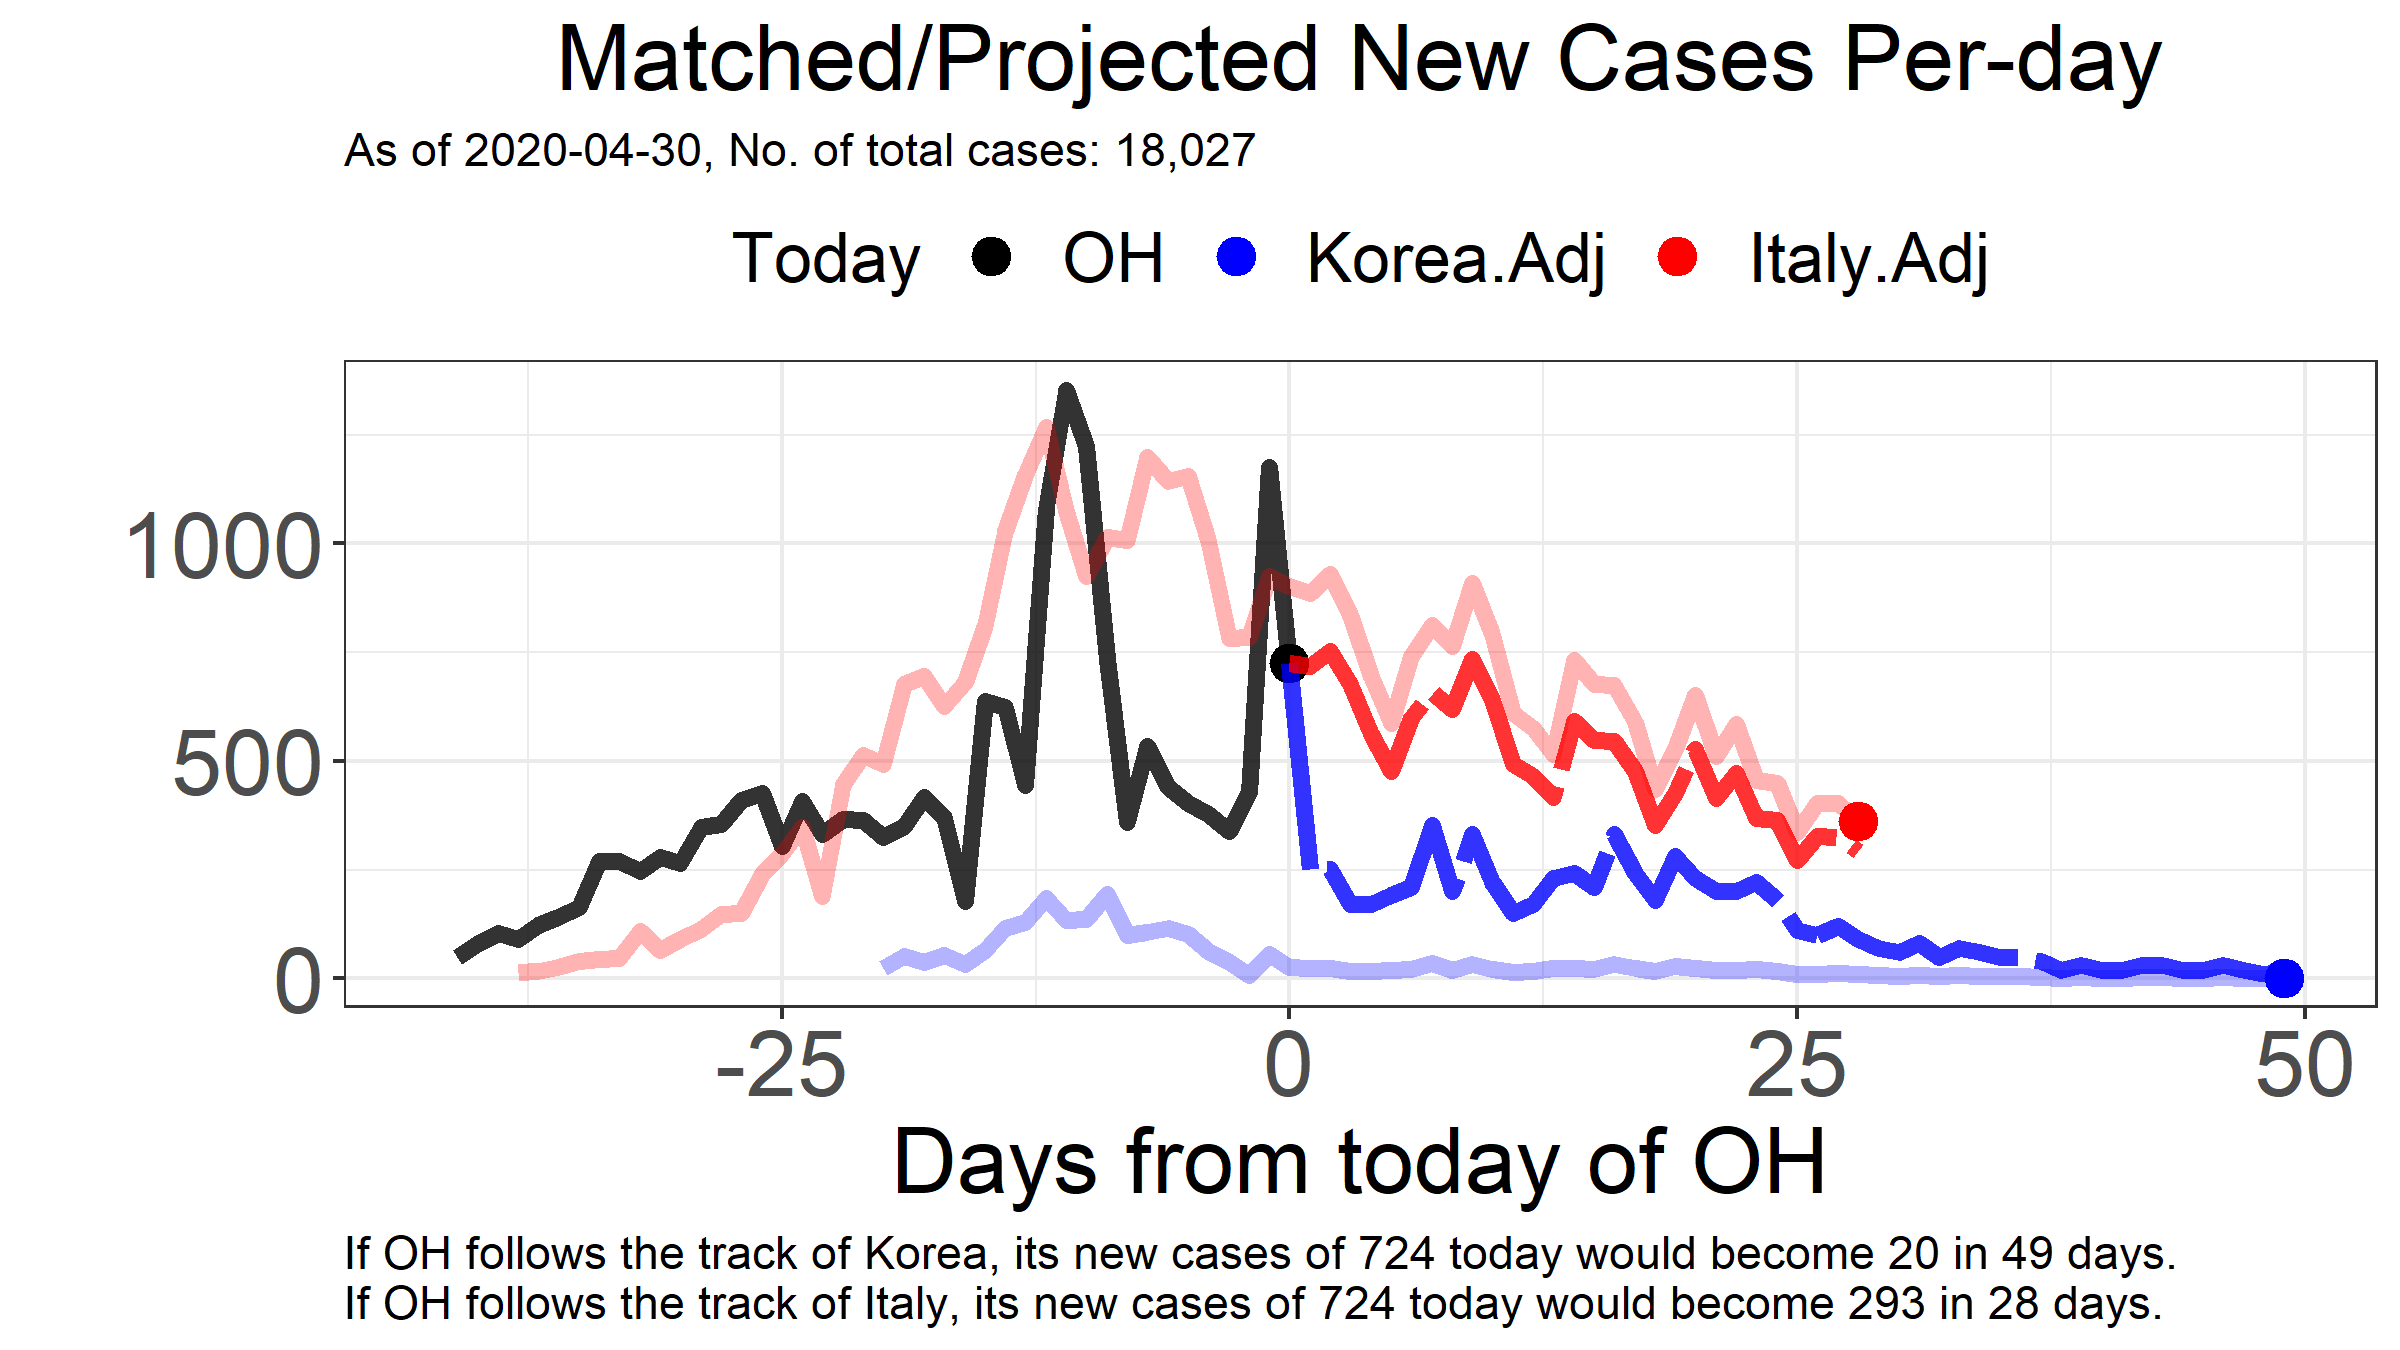 Matched/Projected New Cases Per-day
As of 2020-04-30, No. of total cases: 18,027
Today OH Korea.Adj Italy.Adj
1000
500
0
-25 0 25 50
Days from today of OH
If OH follows the track of Korea, its new cases of 724 today would become 20 in 49 days.
If OH follows the track of Italy, its new cases of 724 today would become 293 in 28 days.